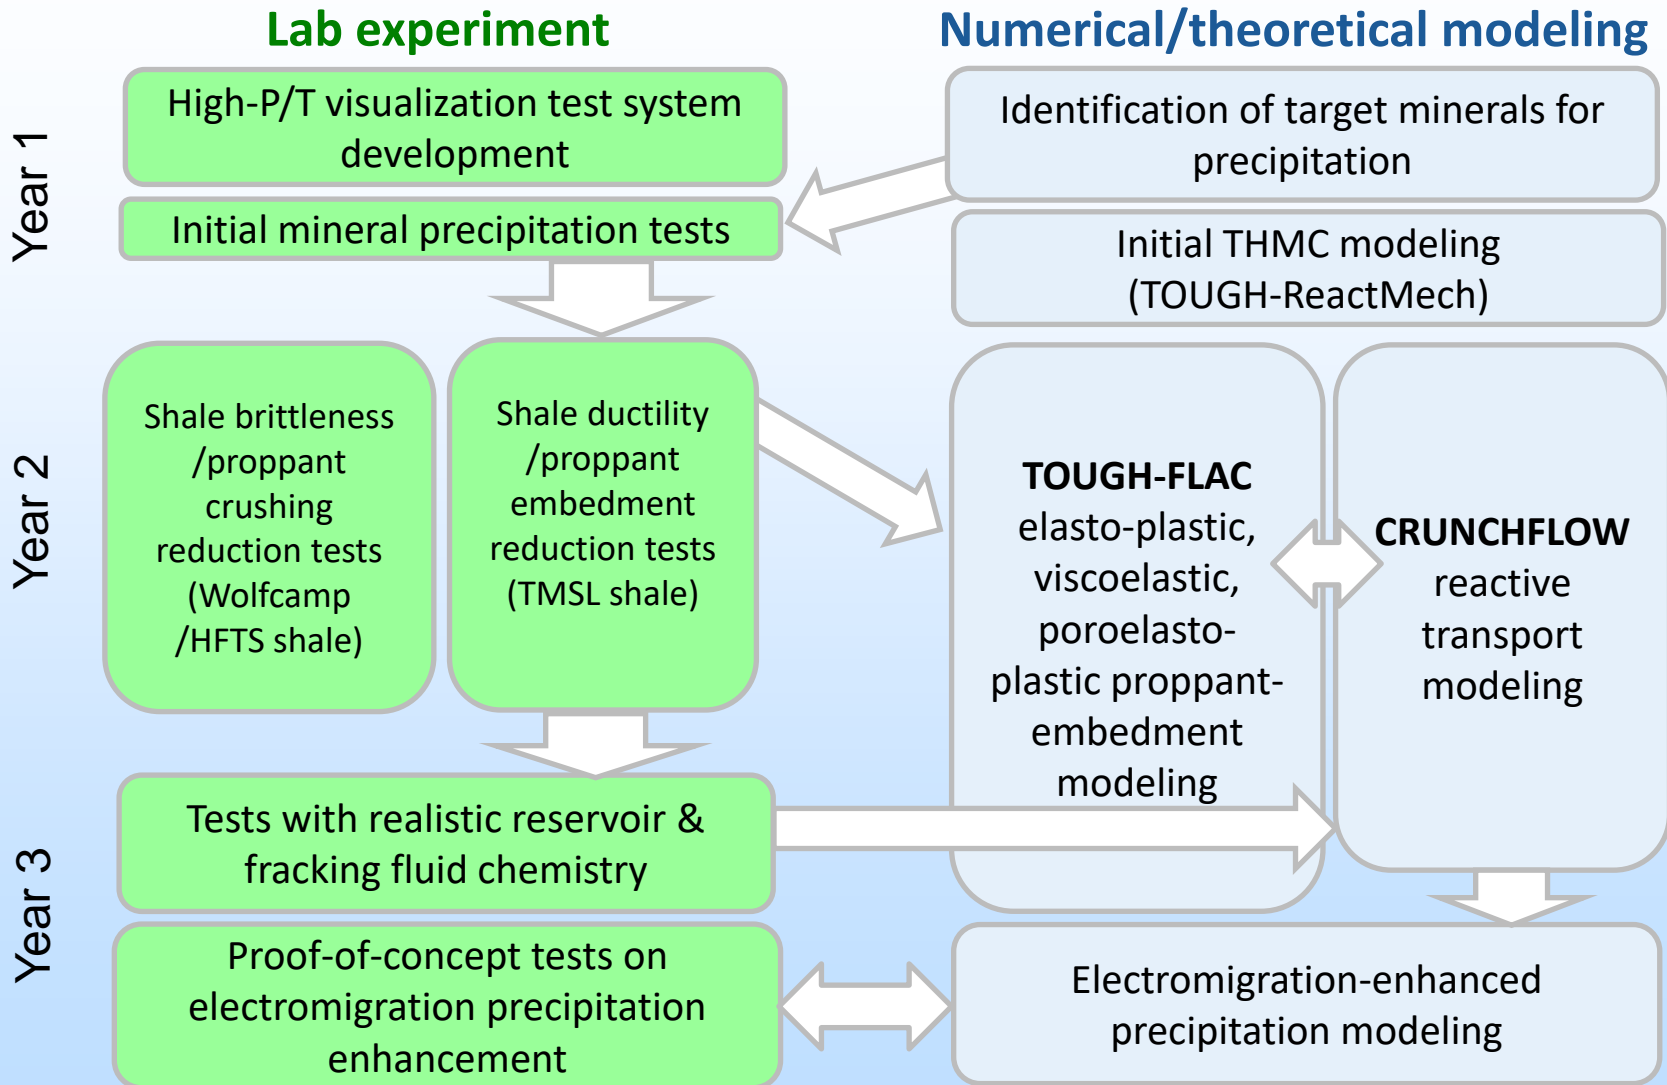 Lab experiment
Numerical/theoretical modeling
Year 1
High-P/T visualization test system
development
Initial mineral precipitation tests
Identification of target minerals for
precipitation
Initial THMC modeling
(TOUGH-ReactMech)
Year 2
Shale brittleness
/proppant
crushing
reduction tests
(Wolfcamp
/HFTS shale)
Shale ductility
/proppant
embedment
reduction tests
(TMSL shale)
TOUGH-FLAC
elasto-plastic,
viscoelastic,
poroelasto-
plastic proppant-
embedment
modeling
CRUNCHFLOW
reactive
transport
modeling
Year 3
Tests with realistic reservoir &
fracking fluid chemistry
Proof-of-concept tests on
electromigration precipitation
enhancement
Electromigration-enhanced
precipitation modeling